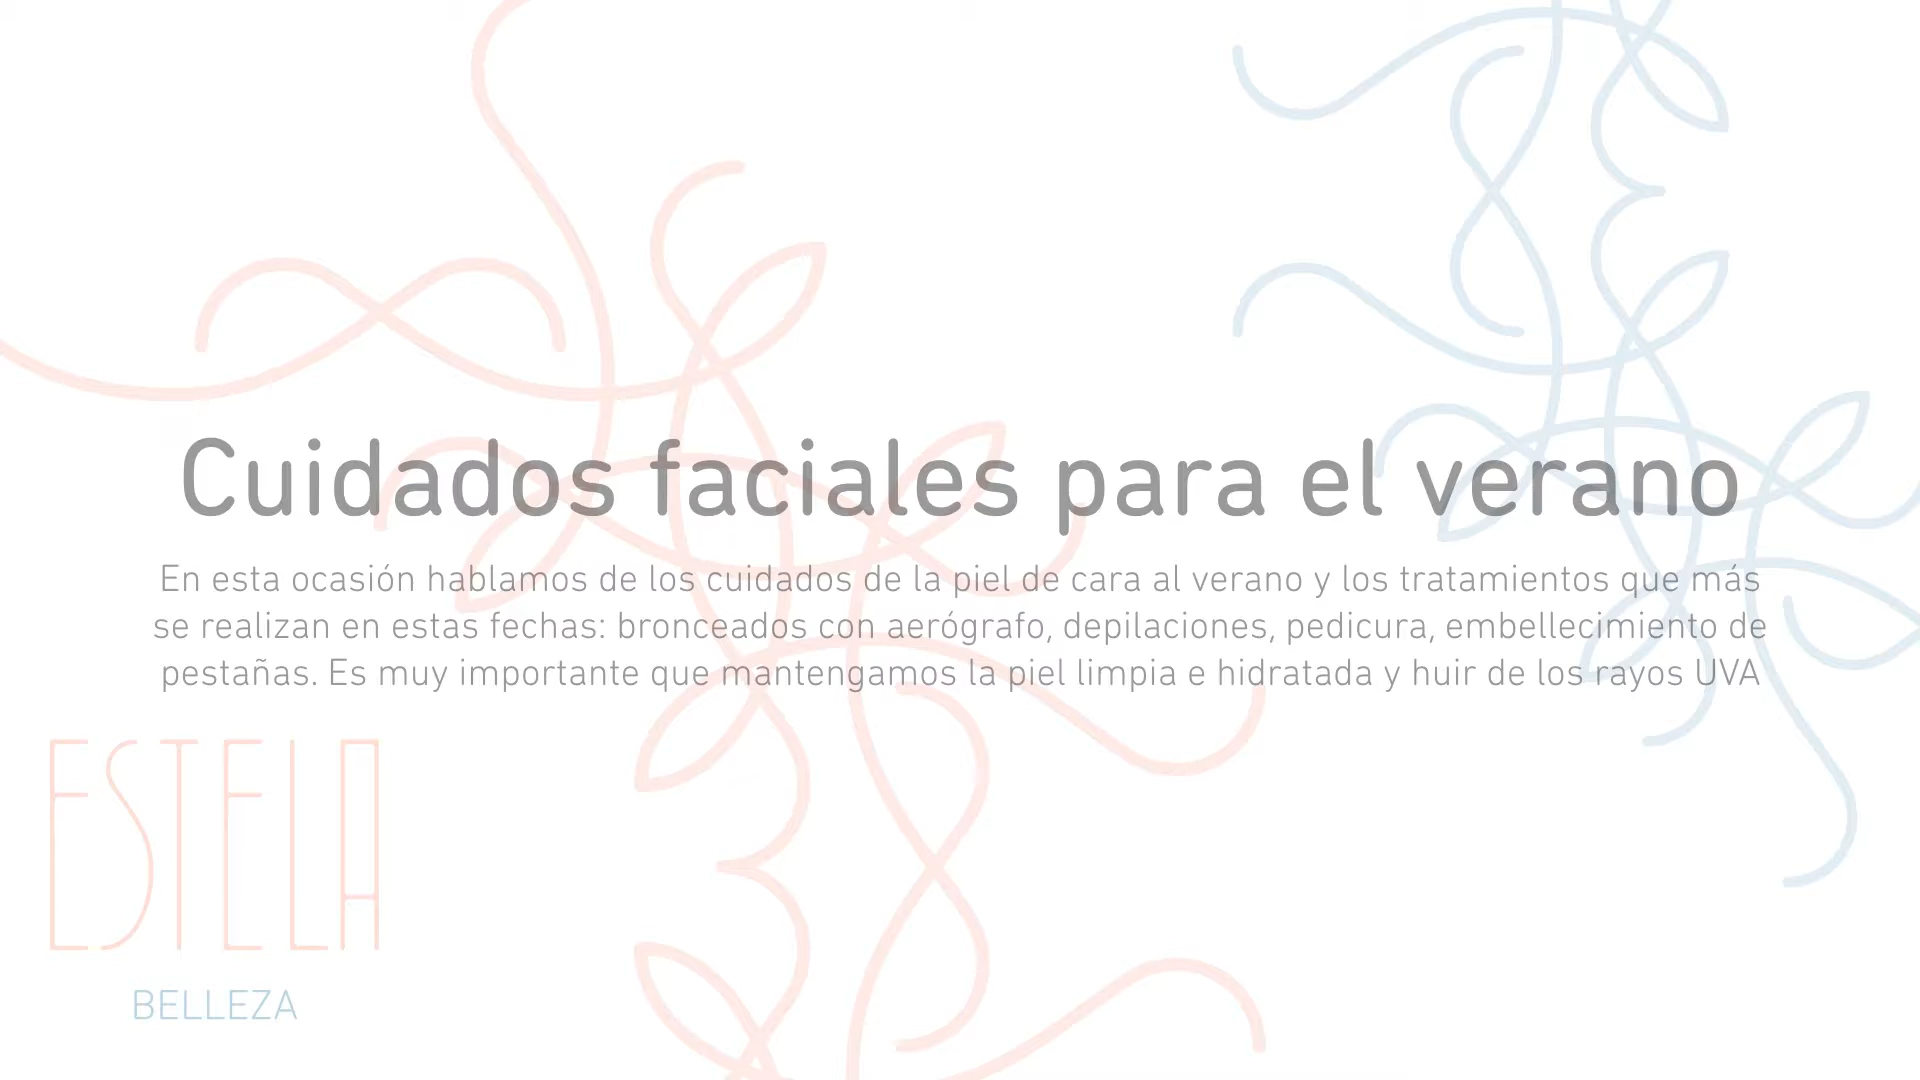 Cuidados faciales para el verano
En esta ocasión hablamos de los cuidados de la piel de cara al verano y los tratamientos que más
se realizan en estas fechas: bronceados con aerógrafo, depilaciones, pedicura, embellecimiento de
pestañas. Es muy importante que mantengamos la piel limpia e hidratada y huir de los rayos UVA
ESTELA
BELLEZA